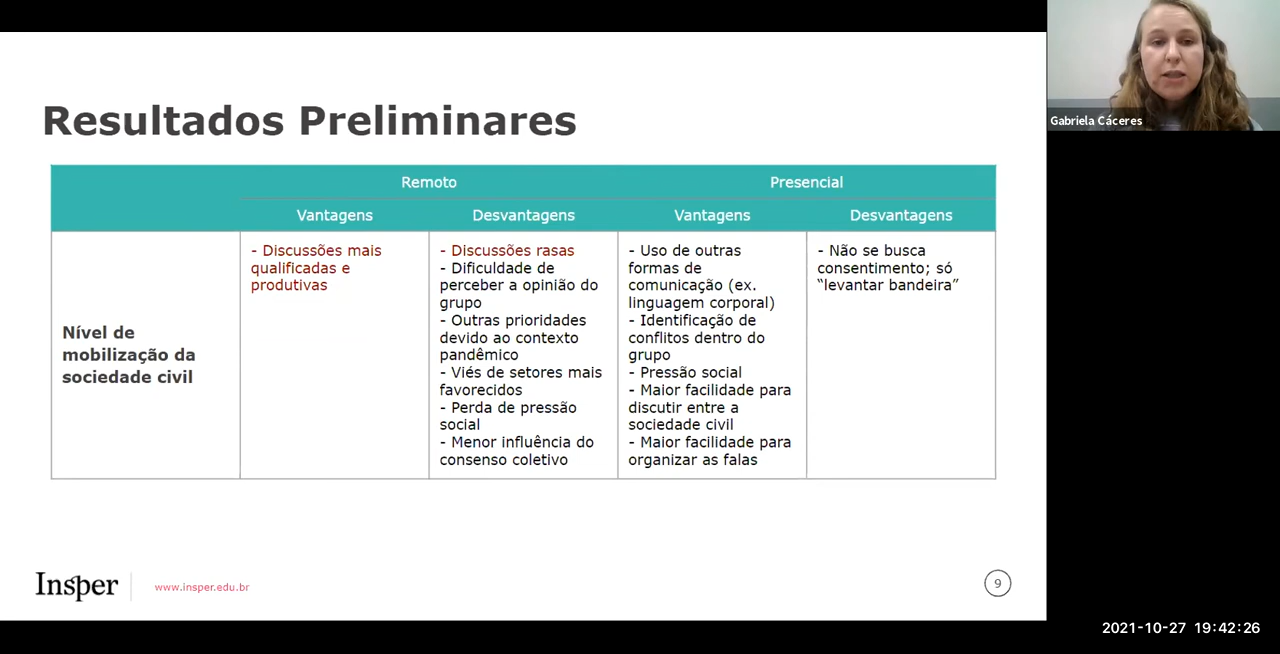 Resultados Preliminares
Remoto
Presencial
Vantagens
Desvantagens
Vantagens
Desvantagens
Nível de
mobilização da
sociedade civil
- Discussões mais
qualificadas e
produtivas
- Discussões rasas
- Dificuldade de
perceber a opinião do
grupo
- Outras prioridades
devido ao contexto
pandêmico
- Viés de setores mais
favorecidos
- Perda de pressão
social
- Menor influência do
consenso coletivo
- Uso de outras
formas de
comunicação (ex.
linguagem corporal)
- Identificação de
conflitos dentro do
grupo
- Pressão social
- Maior facilidade para
discutir entre a
sociedade civil
- Maior facilidade para
organizar as falas
- Não se busca
consentimento; só
“levantar bandeira”
Insper
www.insper.edu.br
9
Gabriela Cáceres
2021-10-27 19:42:26